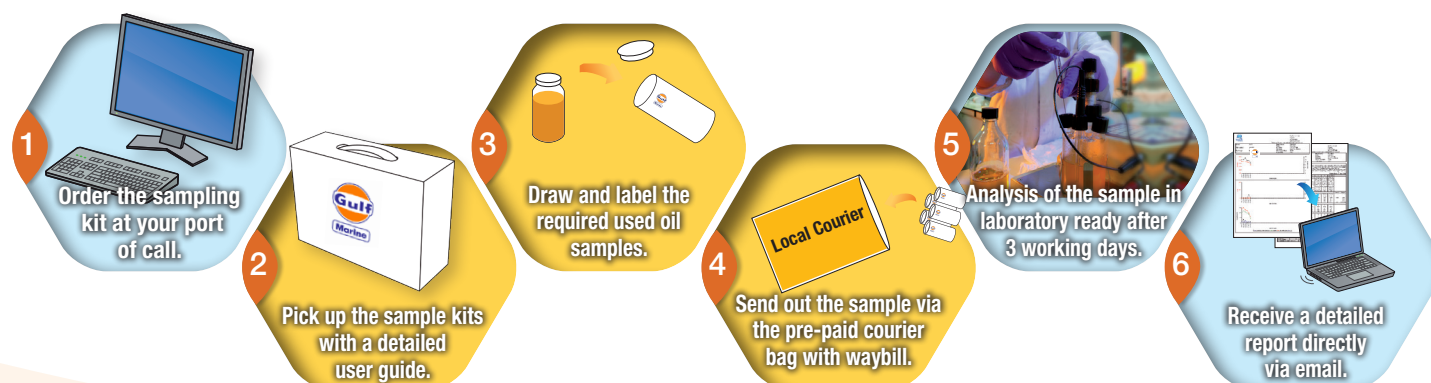 1
Order the sampling
kit at your port
of call.
2
Gulf
Marine
Pick up the sample kits
with a detailed
user guide.
3
Draw and label the
required used oil
samples.
4
Local Courier
Send out the sample via
the pre-paid courier
bag with waybill.
5
Analysis of the sample in
laboratory ready after
3 working days.
6
Receive a detailed
report directly
via email.